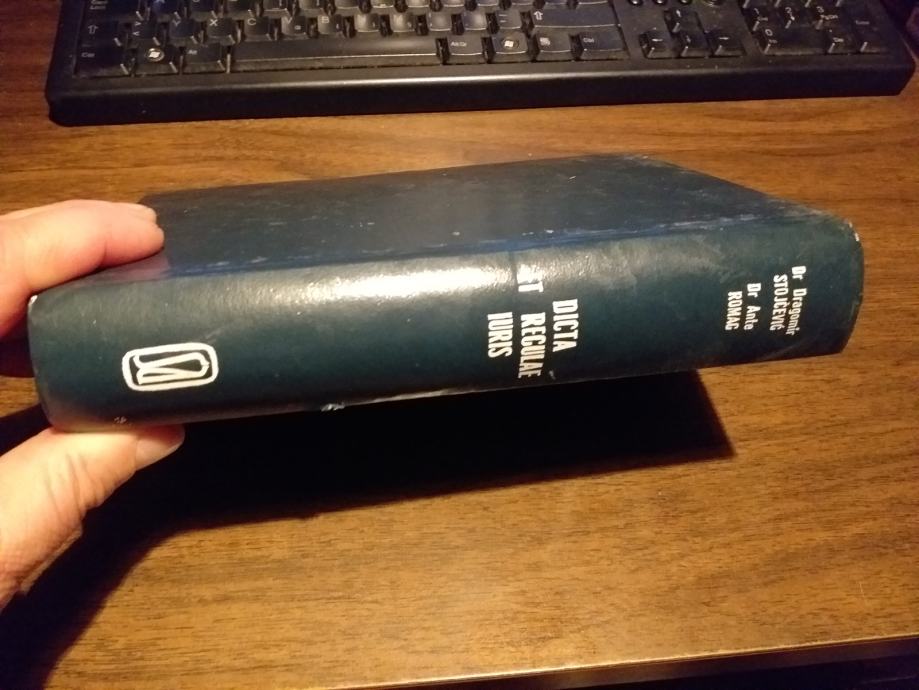 Dr Dragomir
STOJČEVIĆ
Dr Ante
ROMAC
DICTA
ET REGULAE
IURIS